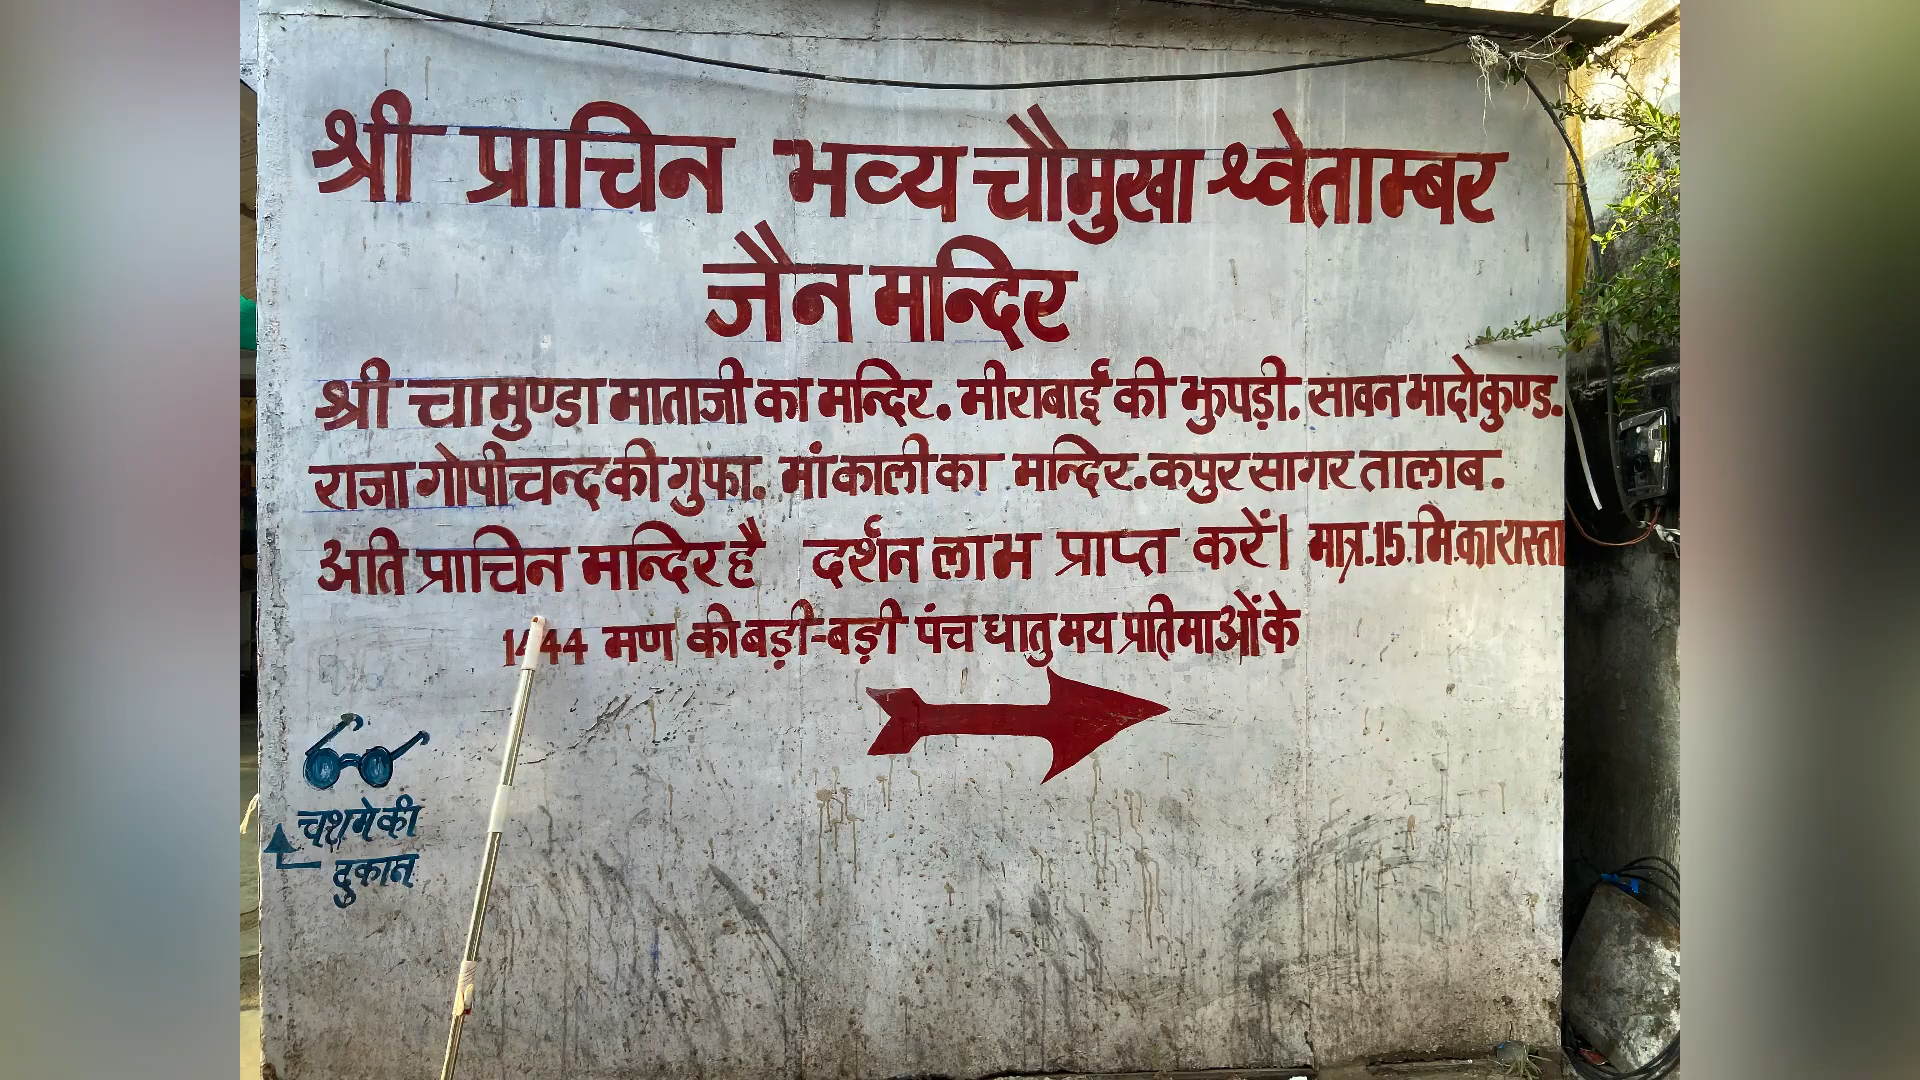 श्री प्राचिन भव्य चौमुखा श्वेताम्बर
जैन मन्दिर
श्री चामुण्डा माताजी का मन्दिर. मीराबाई की झुपड़ी. सावन भादो कुण्ड.
राजा गोपीचन्द की गुफा. मां काली का मन्दिर. कपुर सागर तालाब.
अति प्राचिन मन्दिर है दर्शन लाभ प्राप्त करें। मात्र.15.मि.का रास्ता
1444 मण की बड़ी-बड़ी पंच धातु मय प्रतिमाओं के
चश्मे की
दुकान